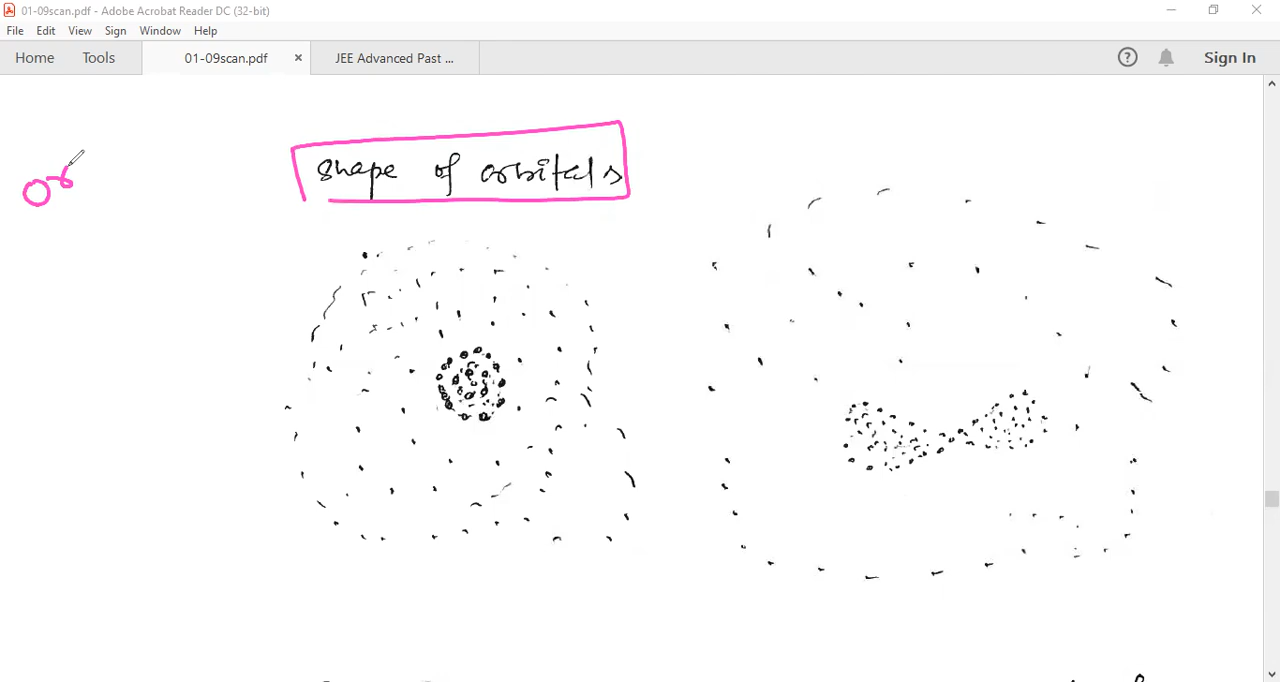 01-09scan.pdf - Adobe Acrobat Reader DC (32-bit)
File Edit View Sign Window Help
Home Tools 01-09scan.pdf × JEE Advanced Past ... Sign In
shape of orbitals
or